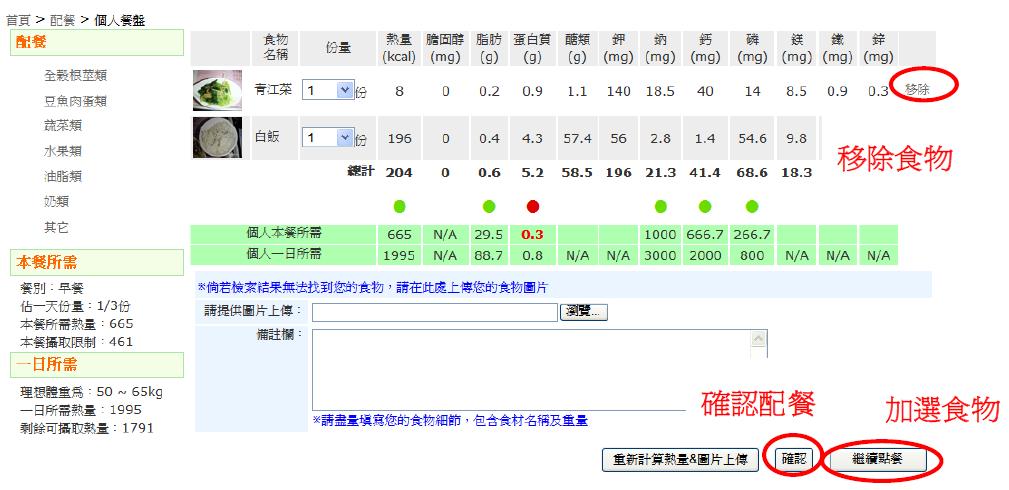 首頁 > 配餐 > 個人餐盤
配餐
全穀根莖類
豆魚肉蛋類
蔬菜類
水果類
油脂類
奶類
其它
本餐所需
餐別：早餐
佔一天份量：1/3份
本餐所需熱量：665
本餐攝取限制：461
一日所需
理想體重為：50 ~ 65kg
一日所需熱量：1995
剩餘可攝取熱量：1791
食物名稱 份量 熱量(kcal) 膽固醇(mg) 脂肪(g) 蛋白質(g) 醣類(g) 鉀(mg) 鈉(mg) 鈣(mg) 磷(mg) 鎂(mg) 鐵(mg) 鋅(mg)
青江菜 1 份 8 0 0.2 0.9 1.1 140 18.5 40 14 8.5 0.9 0.3 移除
白飯 1 份 196 0 0.4 4.3 57.4 56 2.8 1.4 54.6 9.8
移除食物
總計 204 0 0.6 5.2 58.5 196 21.3 41.4 68.6 18.3
個人本餐所需 665 N/A 29.5 0.3 1000 666.7 266.7
個人一日所需 1995 N/A 88.7 0.8 N/A N/A 3000 2000 800 N/A N/A N/A
※倘若檢索結果無法找到您的食物，請在此處上傳您的食物圖片
請提供圖片上傳： 瀏覽...
備註欄：
※請盡量填寫您的食物細節，包含食材名稱及重量
確認配餐 加選食物
重新計算熱量&圖片上傳 確認 繼續點餐